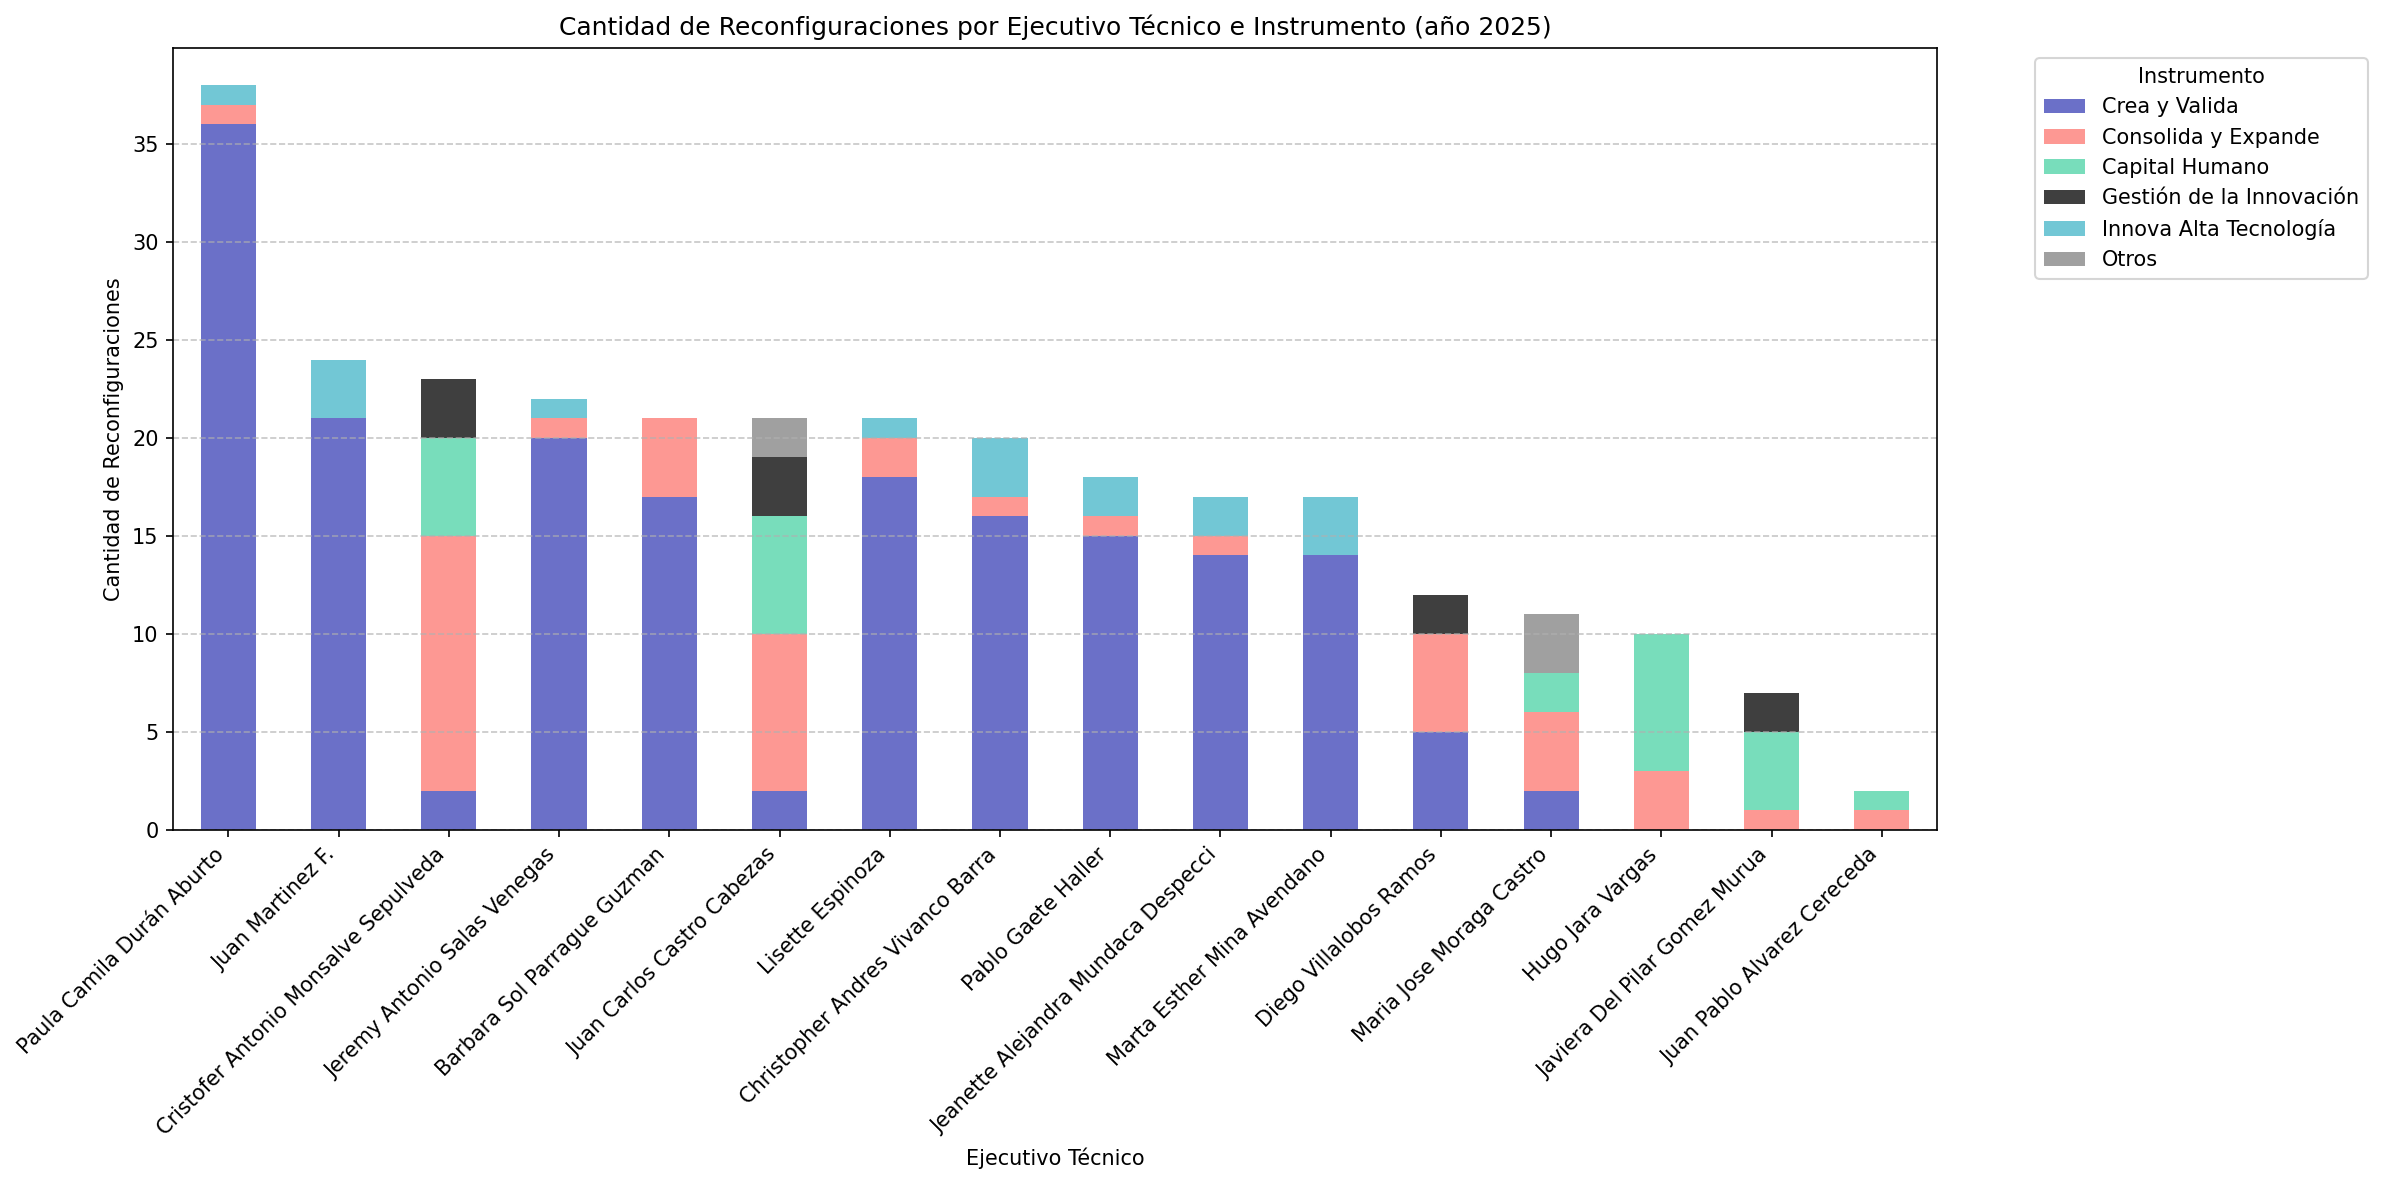 Cantidad de Reconfiguraciones por Ejecutivo Técnico e Instrumento (año 2025)
Cantidad de Reconfiguraciones
35
30
25
20
15
10
5
0
Paula Camila Durán Aburto
Juan Martinez F.
Cristofer Antonio Monsalve Sepulveda
Jeremy Antonio Salas Venegas
Barbara Sol Parrague Guzman
Juan Carlos Castro Cabezas
Lisette Espinoza
Christopher Andres Vivanco Barra
Pablo Gaete Haller
Jeanette Alejandra Mundaca Despecci
Marta Esther Mina Avendano
Diego Villalobos Ramos
Maria Jose Moraga Castro
Hugo Jara Vargas
Javiera Del Pilar Gomez Murua
Juan Pablo Alvarez Cereceda
Ejecutivo Técnico
Instrumento
Crea y Valida
Consolida y Expande
Capital Humano
Gestión de la Innovación
Innova Alta Tecnología
Otros